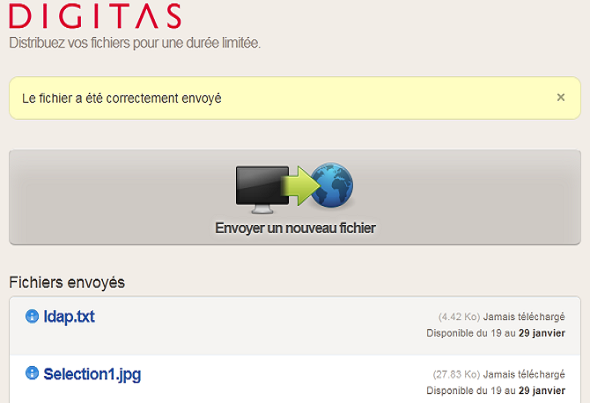 DIGITAS
Distribuez vos fichiers pour une durée limitée.
Le fichier a été correctement envoyé ×
Envoyer un nouveau fichier
Fichiers envoyés
ldap.txt (4.42 Ko) Jamais téléchargé
Disponible du 19 au 29 janvier
Selection1.jpg (27.83 Ko) Jamais téléchargé
Disponible du 19 au 29 janvier